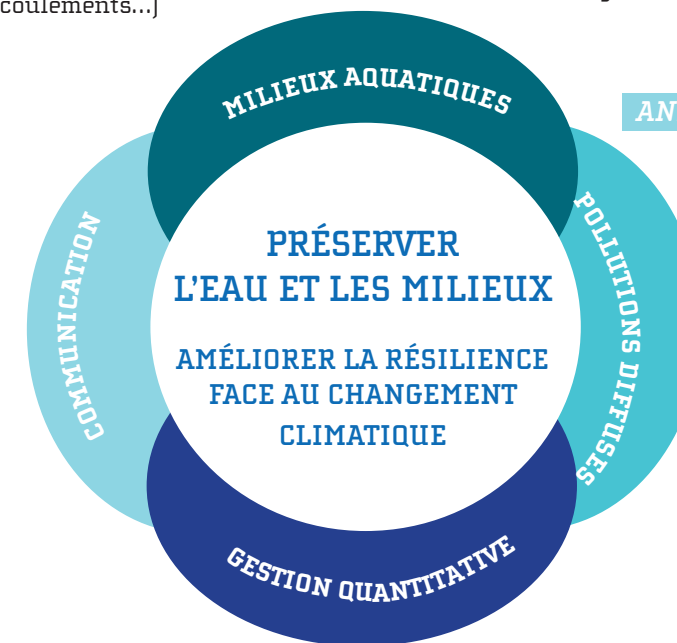 coulements...)
MILIEUX AQUATIQUES
AN
COMMUNICATION
PRÉSERVER
L'EAU ET LES MILIEUX
AMÉLIORER LA RÉSILIENCE
FACE AU CHANGEMENT
CLIMATIQUE
POLLUTIONS DIFFUSES
GESTION QUANTITATIVE